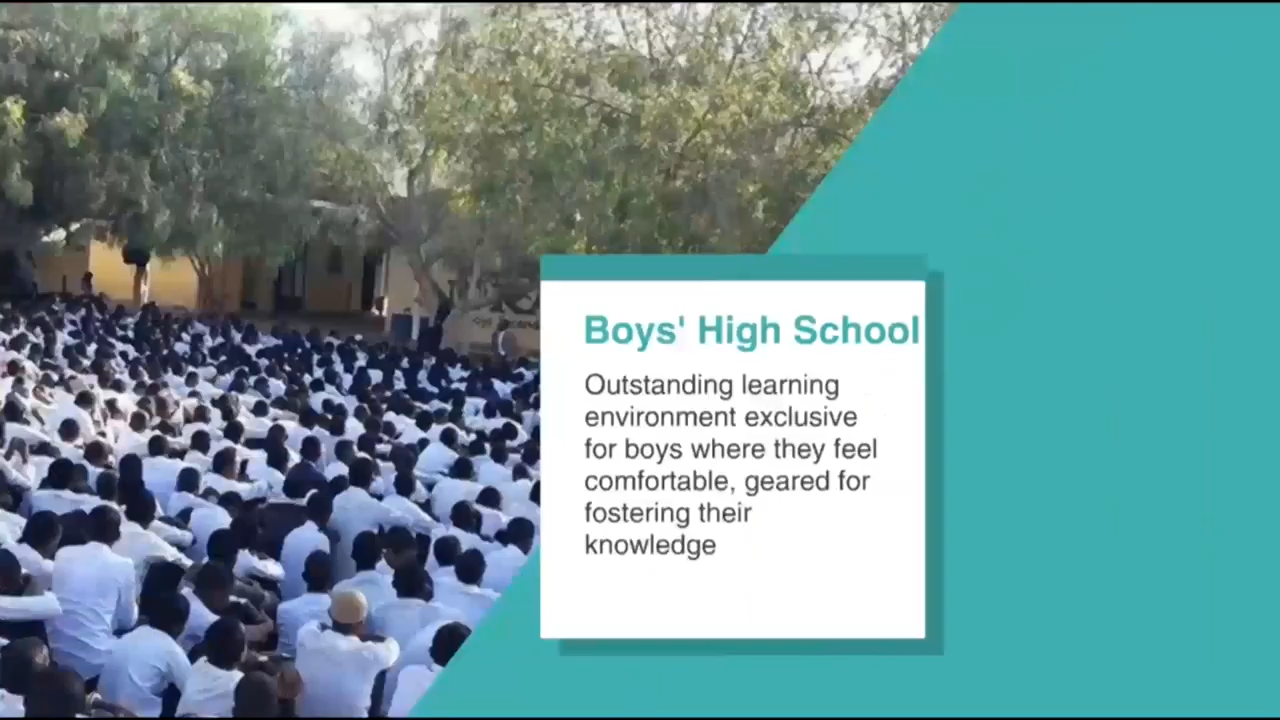 Boys' High School
Outstanding learning
environment exclusive
for boys where they feel
comfortable, geared for
fostering their
knowledge